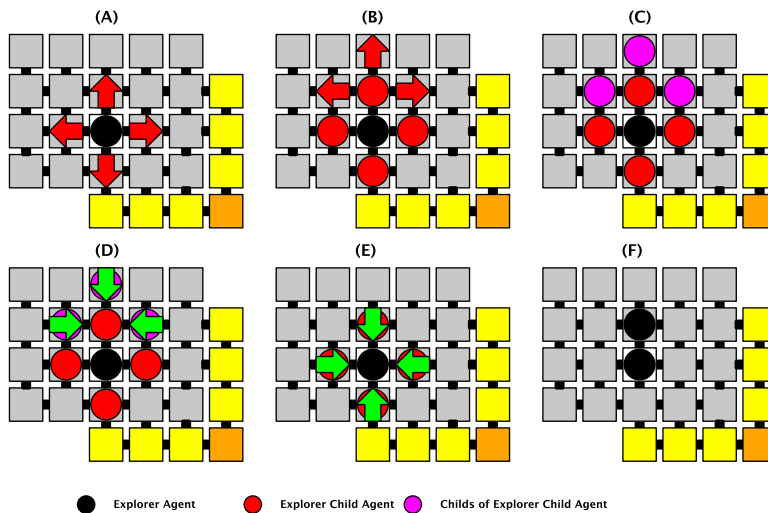 (A) (B) (C)
(D) (E) (F)
Explorer Agent Explorer Child Agent Childs of Explorer Child Agent